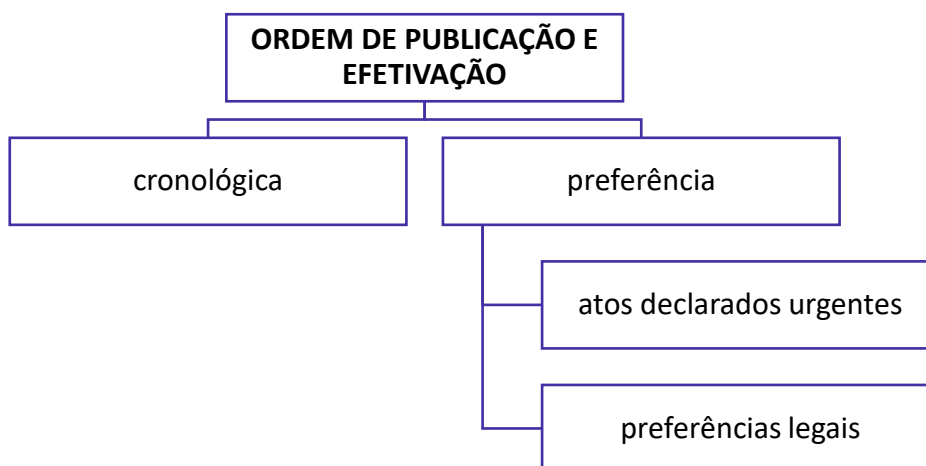 ORDEM DE PUBLICAÇÃO E
EFETIVAÇÃO
cronológica
preferência
atos declarados urgentes
preferências legais